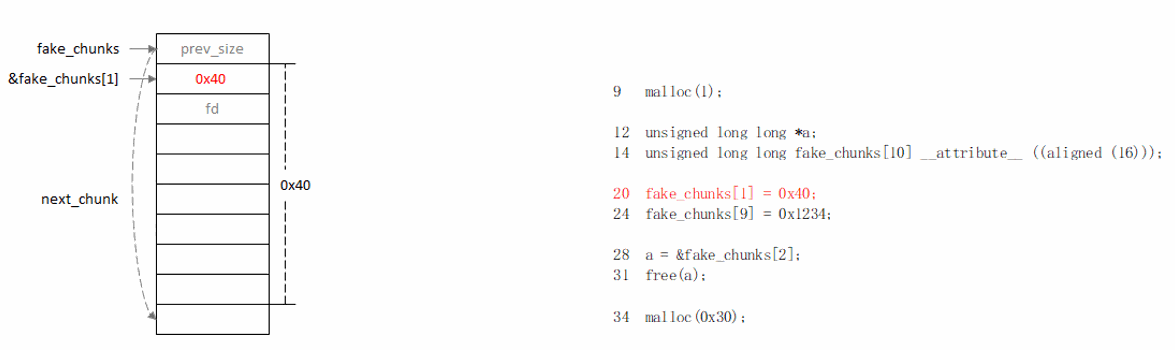 fake_chunks
prev_size
&fake_chunks[1]
0x40
fd
0x40
next_chunk
9 malloc(1);
12 unsigned long long *a;
14 unsigned long long fake_chunks[10] __attribute__ ((aligned (16)));
20 fake_chunks[1] = 0x40;
24 fake_chunks[9] = 0x1234;
28 a = &fake_chunks[2];
31 free(a);
34 malloc(0x30);